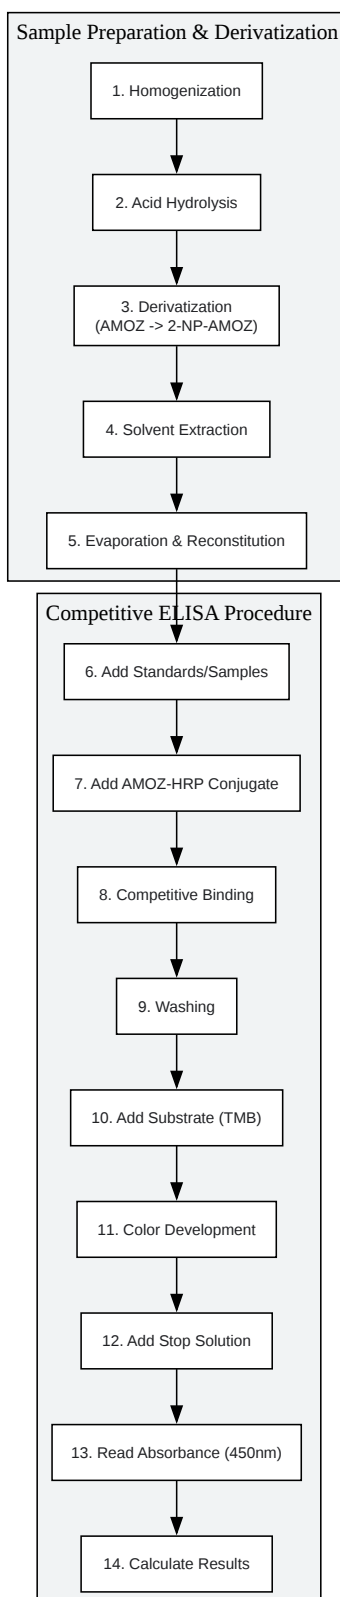 Sample Preparation & Derivatization
1. Homogenization
2. Acid Hydrolysis
3. Derivatization
(AMOZ -> 2-NP-AMOZ)
4. Solvent Extraction
5. Evaporation & Reconstitution
Competitive ELISA Procedure
6. Add Standards/Samples
7. Add AMOZ-HRP Conjugate
8. Competitive Binding
9. Washing
10. Add Substrate (TMB)
11. Color Development
12. Add Stop Solution
13. Read Absorbance (450nm)
14. Calculate Results